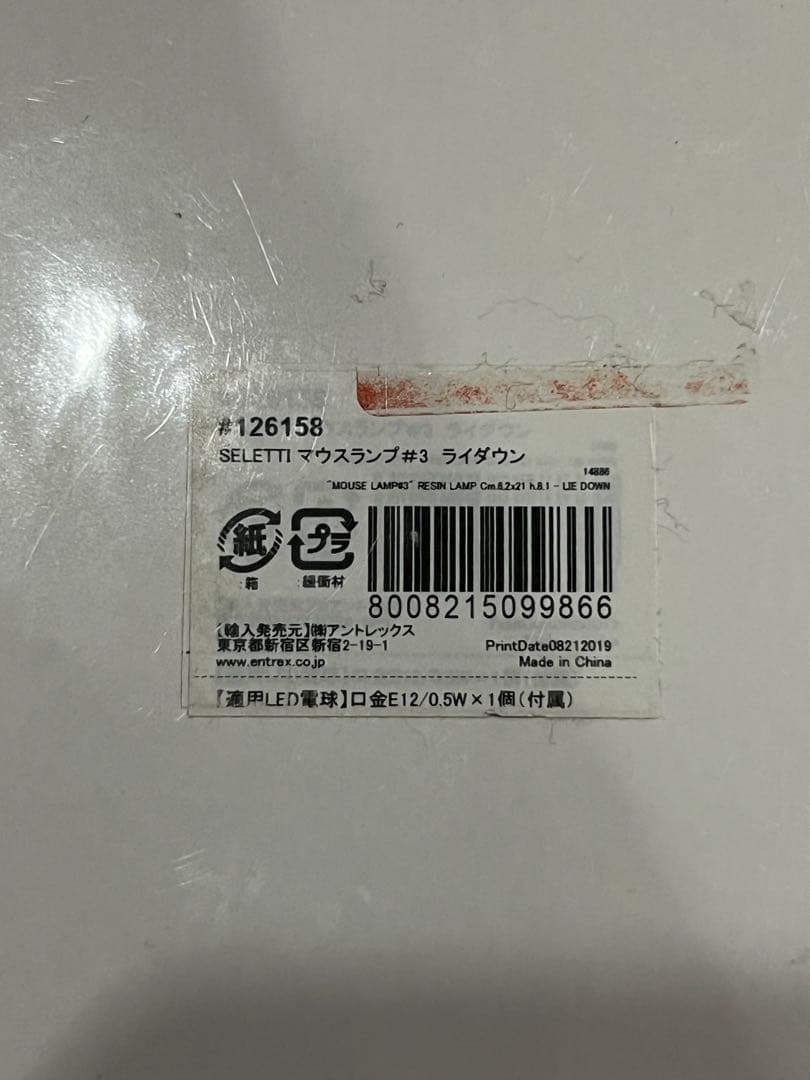 #126158
SELETTI マウスランプ#3 ライダウン
14886
"MOUSE LAMP#3" RESIN LAMP Cm.6,2x21 h.8.1 - LIE DOWN
紙 プラ
:箱 :緩衝材
8008215099866
【輸入発売元】㈱アントレックス
東京都新宿区新宿2-19-1 PrintDate08212019
www.entrex.co.jp Made in China
【適用LED電球】口金E12/0.5W×1個(付属)